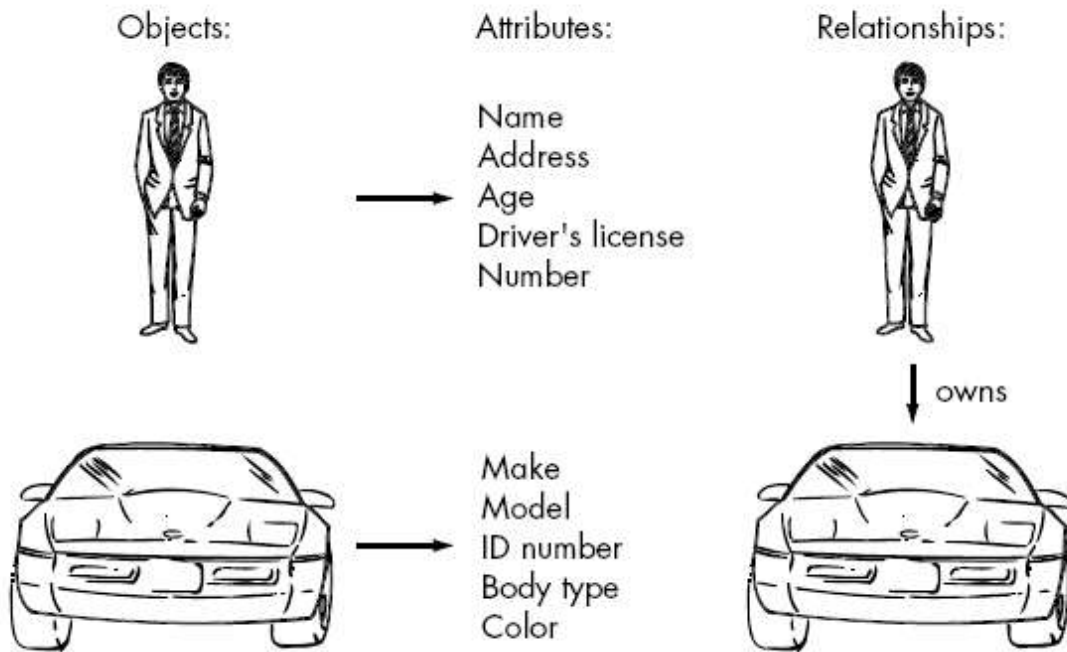 Objects:
Attributes:
Relationships:
Name
Address
Age
Driver's license
Number
owns
Make
Model
ID number
Body type
Color